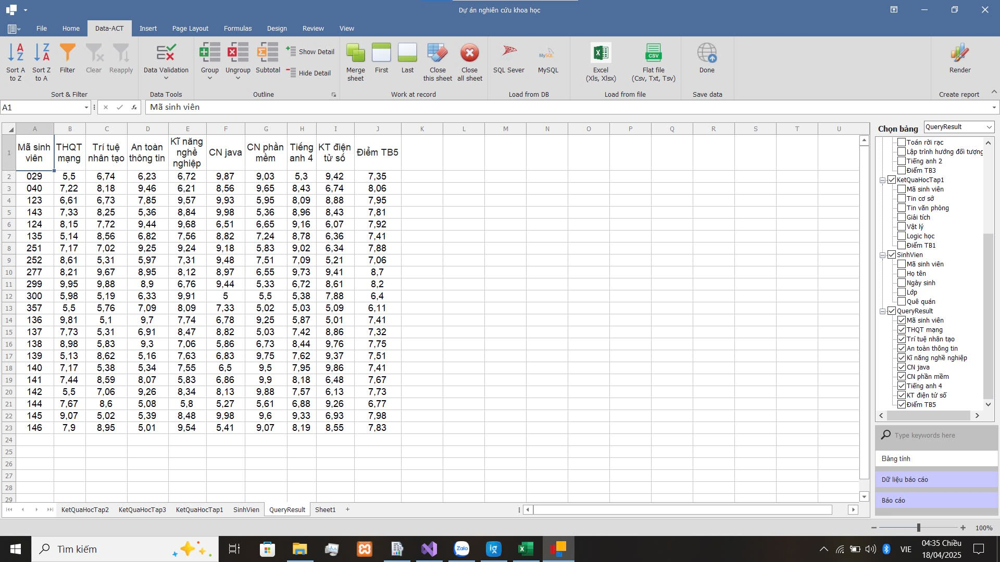 Dự án nghiên cứu khoa học
File Home Data-ACT Insert Page Layout Formulas Design Review View
Sort A to Z
Sort Z to A
Filter
Clear
Reapply
Sort & Filter
Data Validation
Data Tools
Group
Ungroup
Subtotal
Show Detail
Hide Detail
Outline
Merge sheet
First
Last
Close this sheet
Close all sheet
Work at record
SQL Sever
MySQL
MySQL
Load from DB
Excel (Xls, Xlsx)
CSV
Flat file (Csv, Txt, Tsv)
Load from file
Done
Save data
Render
Create report
A1 fx Mã sinh viên
A B C D E F G H I J K L M N O P Q R S T U
1 Mã sinh viên THQT mạng Trí tuệ nhân tạo An toàn thông tin Kĩ năng nghề nghiệp CN java CN phần mềm Tiếng anh 4 KT điện tử số Điểm TB5
2 029 5,5 6,74 6,23 6,72 9,87 9,03 5,3 9,42 7,35
3 040 7,22 8,18 9,46 6,21 8,56 9,65 8,43 6,74 8,06
4 123 6,61 6,73 7,85 9,57 9,93 5,95 8,09 8,88 7,95
5 143 7,33 8,25 5,36 8,84 9,98 5,36 8,96 8,43 7,81
6 124 8,15 7,72 9,44 9,68 6,51 6,65 9,16 6,07 7,92
7 135 5,14 8,56 6,82 7,56 8,82 7,24 8,78 6,36 7,41
8 251 7,17 7,02 9,25 9,24 9,18 5,83 9,02 6,34 7,88
9 252 8,61 5,31 5,97 7,31 9,48 7,51 7,09 5,21 7,06
10 277 8,21 9,67 8,95 8,12 8,97 6,55 9,73 9,41 8,7
11 299 9,95 9,88 8,9 6,76 9,44 5,33 6,72 8,61 8,2
12 300 5,98 5,19 6,33 9,91 5 5,5 5,38 7,88 6,4
13 357 5,5 5,76 7,09 8,09 7,33 5,02 5,03 5,09 6,11
14 136 9,81 5,1 9,7 7,74 6,78 9,25 5,87 5,01 7,41
15 137 7,73 5,31 6,91 8,47 8,82 5,03 7,42 8,86 7,32
16 138 8,98 5,83 9,3 7,06 5,86 6,73 8,44 9,76 7,75
17 139 5,13 8,62 5,16 7,63 6,83 9,75 7,62 9,37 7,51
18 140 7,17 5,38 5,34 7,55 6,5 9,5 7,95 9,86 7,41
19 141 7,44 8,59 8,07 5,83 6,86 9,9 8,18 6,48 7,67
20 142 5,5 7,06 9,26 8,34 8,13 9,88 7,57 6,13 7,73
21 144 7,67 8,6 5,08 5,8 5,27 5,61 6,88 9,26 6,77
22 145 9,07 5,02 5,39 8,48 9,98 9,6 9,33 6,93 7,98
23 146 7,9 8,95 5,01 9,54 5,41 9,07 8,19 8,55 7,83
24
25
26
27
28
29
KetQuaHocTap2 KetQuaHocTap3 KetQuaHocTap1 SinhVien QueryResult Sheet1 +
Chọn bảng QueryResult
Toán rời rạc
Lập trình hướng đối tượng
Tiếng anh 2
Điểm TB3
KetQuaHocTap1
Mã sinh viên
Tin cơ sở
Tin văn phòng
Giải tích
Vật lý
Logic học
Điểm TB1
SinhVien
Mã sinh viên
Họ tên
Ngày sinh
Lớp
Quê quán
QueryResult
Mã sinh viên
THQT mạng
Trí tuệ nhân tạo
An toàn thông tin
Kĩ năng nghề nghiệp
CN java
CN phần mềm
Tiếng anh 4
KT điện tử số
Điểm TB5
Type keywords here
Bảng tính
Dữ liệu báo cáo
Báo cáo
100%
Tìm kiếm
Zalo
ig
VIE
04:35 Chiều
18/04/2025